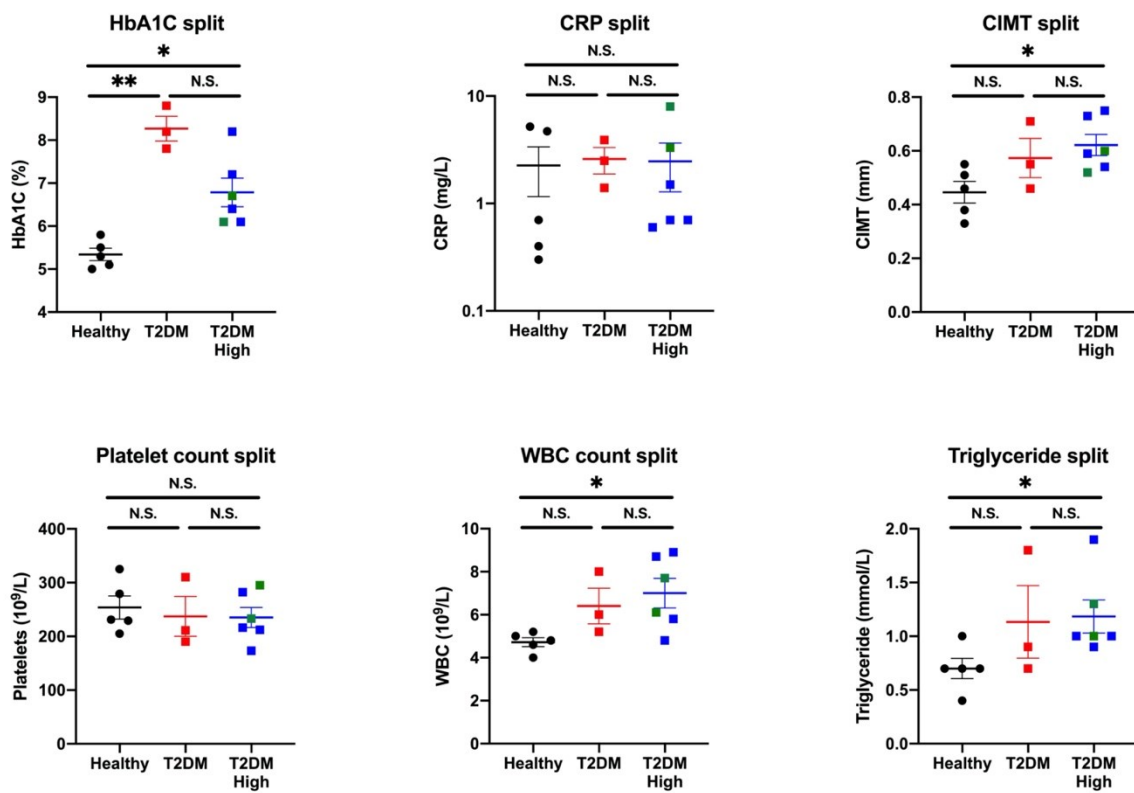 HbA1C split
*
**
N.S.
HbA1C (%)
9
8
7
6
5
4
Healthy
T2DM
T2DM
High
CRP split
N.S.
N.S.
N.S.
CRP (mg/L)
10
1
0.1
Healthy
T2DM
T2DM
High
CIMT split
*
N.S.
N.S.
CIMT (mm)
0.8
0.6
0.4
0.2
0.0
Healthy
T2DM
T2DM
High
Platelet count split
N.S.
N.S.
N.S.
Platelets (10⁹/L)
400
300
200
100
0
Healthy
T2DM
T2DM
High
WBC count split
*
N.S.
N.S.
WBC (10⁹/L)
10
8
6
4
2
0
Healthy
T2DM
T2DM
High
Triglyceride split
*
N.S.
N.S.
Triglyceride (mmol/L)
2.0
1.5
1.0
0.5
0.0
Healthy
T2DM
T2DM
High